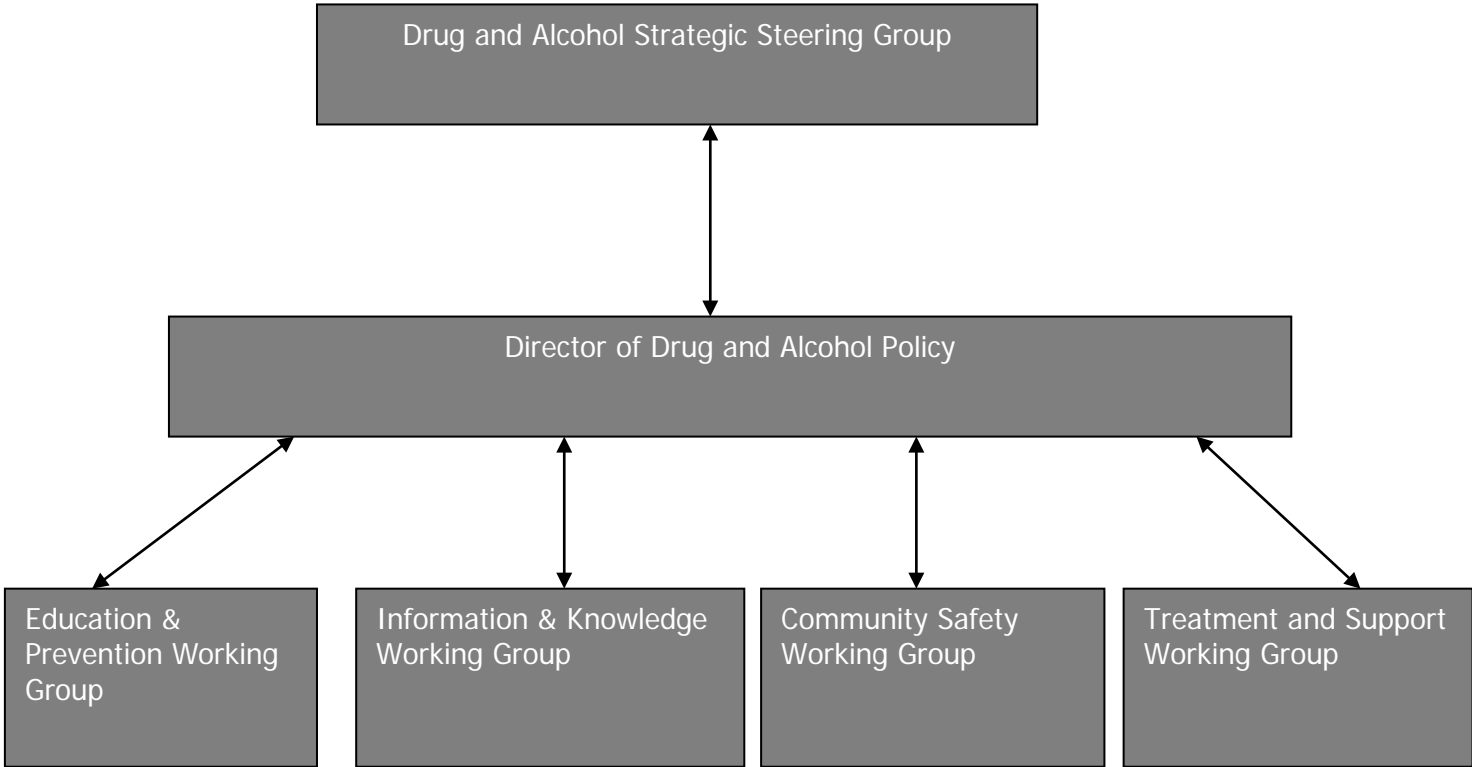 Drug and Alcohol Strategic Steering Group
Director of Drug and Alcohol Policy
Education &
Prevention Working
Group
Information & Knowledge
Working Group
Community Safety
Working Group
Treatment and Support
Working Group